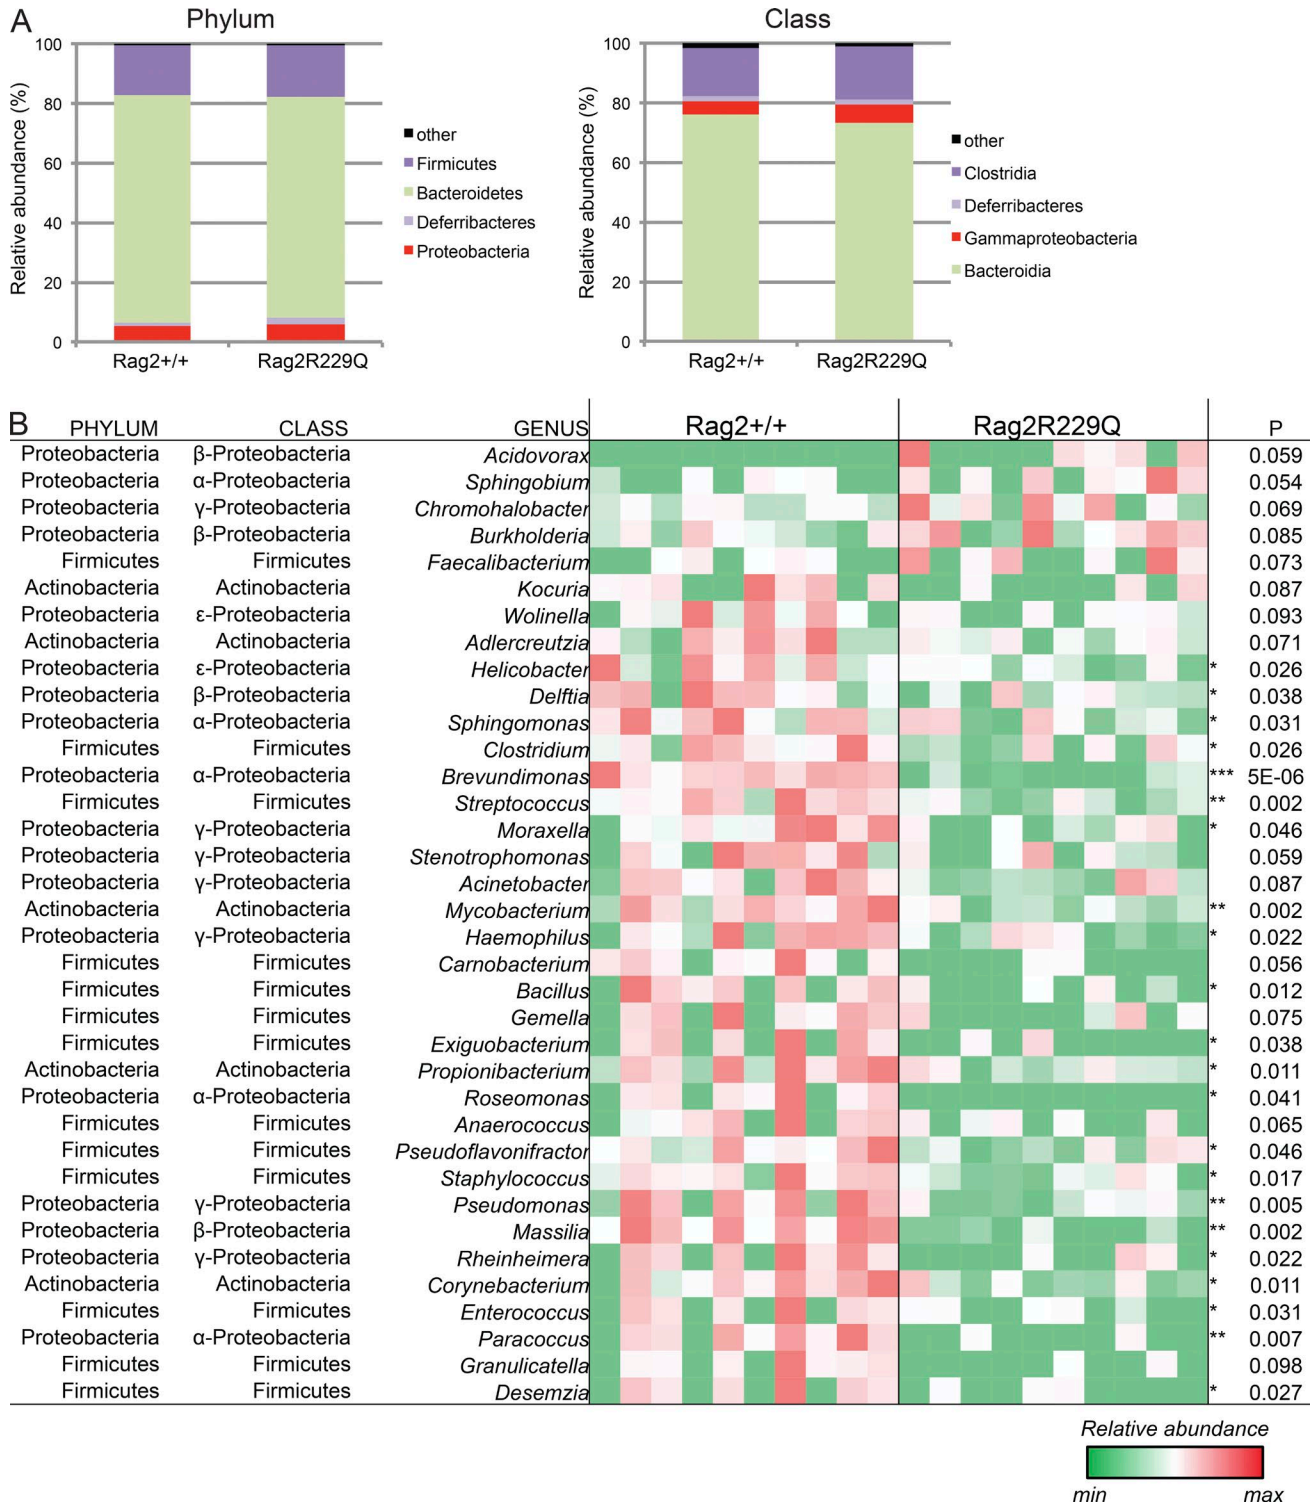 A
Phylum
Relative abundance (%)
100
80
60
40
20
0
Rag2+/+ Rag2R229Q
other
Firmicutes
Bacteroidetes
Deferribacteres
Proteobacteria
Class
Relative abundance (%)
100
80
60
40
20
0
Rag2+/+ Rag2R229Q
other
Clostridia
Deferribacteres
Gammaproteobacteria
Bacteroidia
B PHYLUM CLASS GENUS Rag2+/+ Rag2R229Q P
Proteobacteria β-Proteobacteria Acidovorax 0.059
Proteobacteria α-Proteobacteria Sphingobium 0.054
Proteobacteria γ-Proteobacteria Chromohalobacter 0.069
Proteobacteria β-Proteobacteria Burkholderia 0.085
Firmicutes Firmicutes Faecalibacterium 0.073
Actinobacteria Actinobacteria Kocuria 0.087
Proteobacteria ε-Proteobacteria Wolinella 0.093
Actinobacteria Actinobacteria Adlercreutzia 0.071
Proteobacteria ε-Proteobacteria Helicobacter * 0.026
Proteobacteria β-Proteobacteria Delftia * 0.038
Proteobacteria α-Proteobacteria Sphingomonas * 0.031
Firmicutes Firmicutes Clostridium * 0.026
Proteobacteria α-Proteobacteria Brevundimonas *** 5E-06
Firmicutes Firmicutes Streptococcus ** 0.002
Proteobacteria γ-Proteobacteria Moraxella * 0.046
Proteobacteria γ-Proteobacteria Stenotrophomonas 0.059
Proteobacteria γ-Proteobacteria Acinetobacter 0.087
Actinobacteria Actinobacteria Mycobacterium ** 0.002
Proteobacteria γ-Proteobacteria Haemophilus * 0.022
Firmicutes Firmicutes Carnobacterium 0.056
Firmicutes Firmicutes Bacillus * 0.012
Firmicutes Firmicutes Gemella 0.075
Firmicutes Firmicutes Exiguobacterium * 0.038
Actinobacteria Actinobacteria Propionibacterium * 0.011
Proteobacteria α-Proteobacteria Roseomonas * 0.041
Firmicutes Firmicutes Anaerococcus 0.065
Firmicutes Firmicutes Pseudoflavonifractor * 0.046
Firmicutes Firmicutes Staphylococcus * 0.017
Proteobacteria γ-Proteobacteria Pseudomonas ** 0.005
Proteobacteria β-Proteobacteria Massilia ** 0.002
Proteobacteria γ-Proteobacteria Rheinheimera * 0.022
Actinobacteria Actinobacteria Corynebacterium * 0.011
Firmicutes Firmicutes Enterococcus * 0.031
Proteobacteria α-Proteobacteria Paracoccus ** 0.007
Firmicutes Firmicutes Granulicatella 0.098
Firmicutes Firmicutes Desemzia * 0.027
Relative abundance
min max